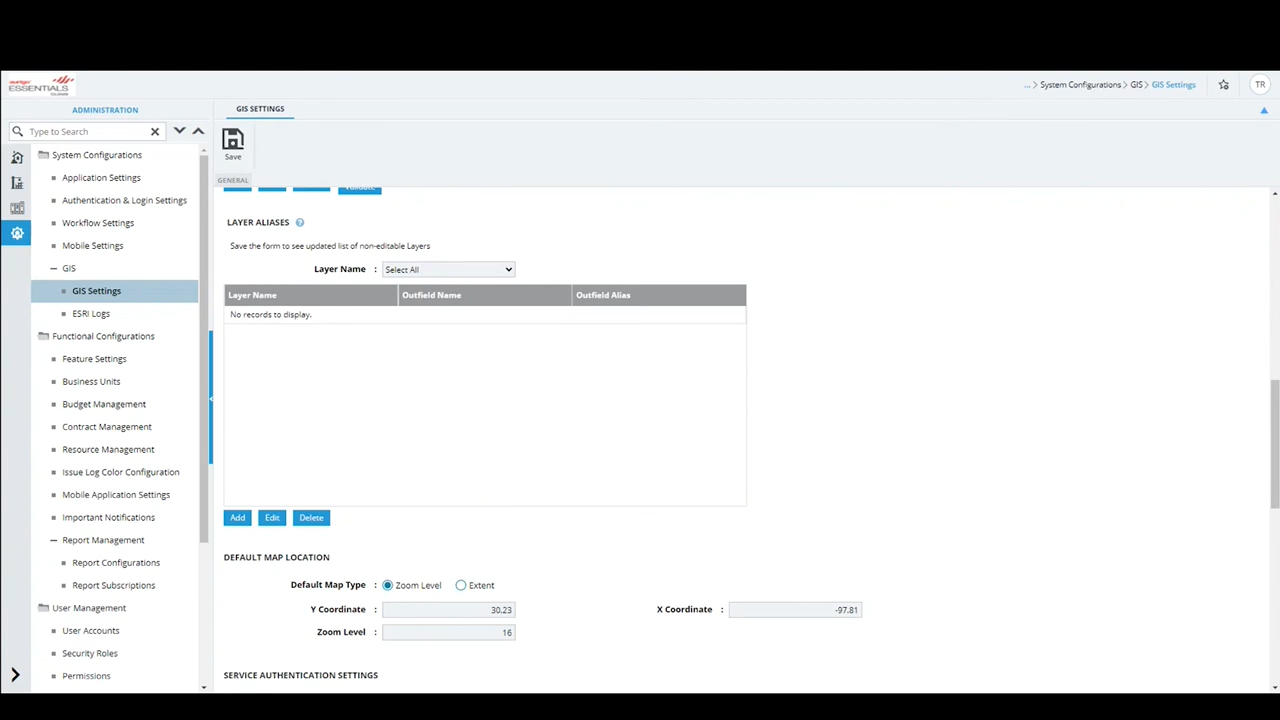 aurigo
ESSENTIALS
... > System Configurations > GIS > GIS Settings
TR
ADMINISTRATION
GIS SETTINGS
Type to Search
Save
GENERAL
System Configurations
Application Settings
Authentication & Login Settings
Workflow Settings
Mobile Settings
GIS
GIS Settings
ESRI Logs
Functional Configurations
Feature Settings
Business Units
Budget Management
Contract Management
Resource Management
Issue Log Color Configuration
Mobile Application Settings
Important Notifications
Report Management
Report Configurations
Report Subscriptions
User Management
User Accounts
Security Roles
Permissions
Validate
LAYER ALIASES
Save the form to see updated list of non-editable Layers
Layer Name : Select All
Layer Name Outfield Name Outfield Alias
No records to display.
Add Edit Delete
DEFAULT MAP LOCATION
Default Map Type : Zoom Level Extent
Y Coordinate : 30.23 X Coordinate : -97.81
Zoom Level : 16
SERVICE AUTHENTICATION SETTINGS